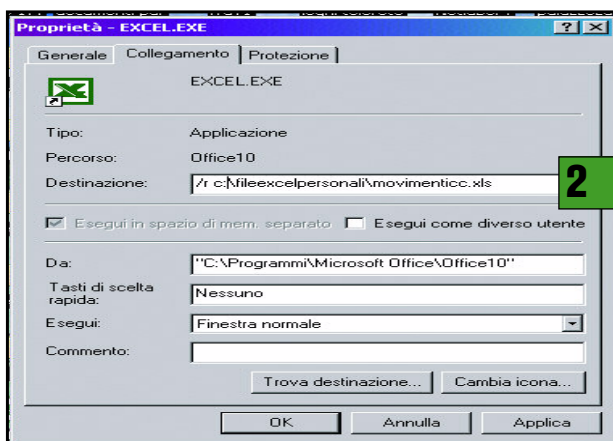 Proprietà - EXCEL.EXE
Generale Collegamento Protezione
EXCEL.EXE
Tipo: Applicazione
Percorso: Office10
Destinazione: /r c:\fileexcelpersonali\movimenticc.xls
2
Esegui in spazio di mem. separato Esegui come diverso utente
Da: "C:\Programmi\Microsoft Office\Office10"
Tasti di scelta rapida: Nessuno
Esegui: Finestra normale
Commento:
Trova destinazione... Cambia icona...
OK Annulla Applica